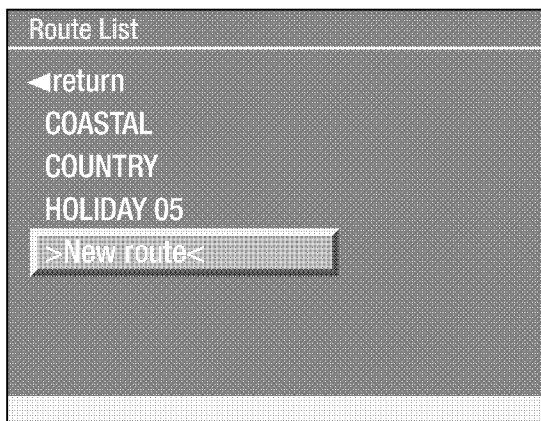 Route List
◄return
COASTAL
COUNTRY
HOLIDAY 05
>New route<